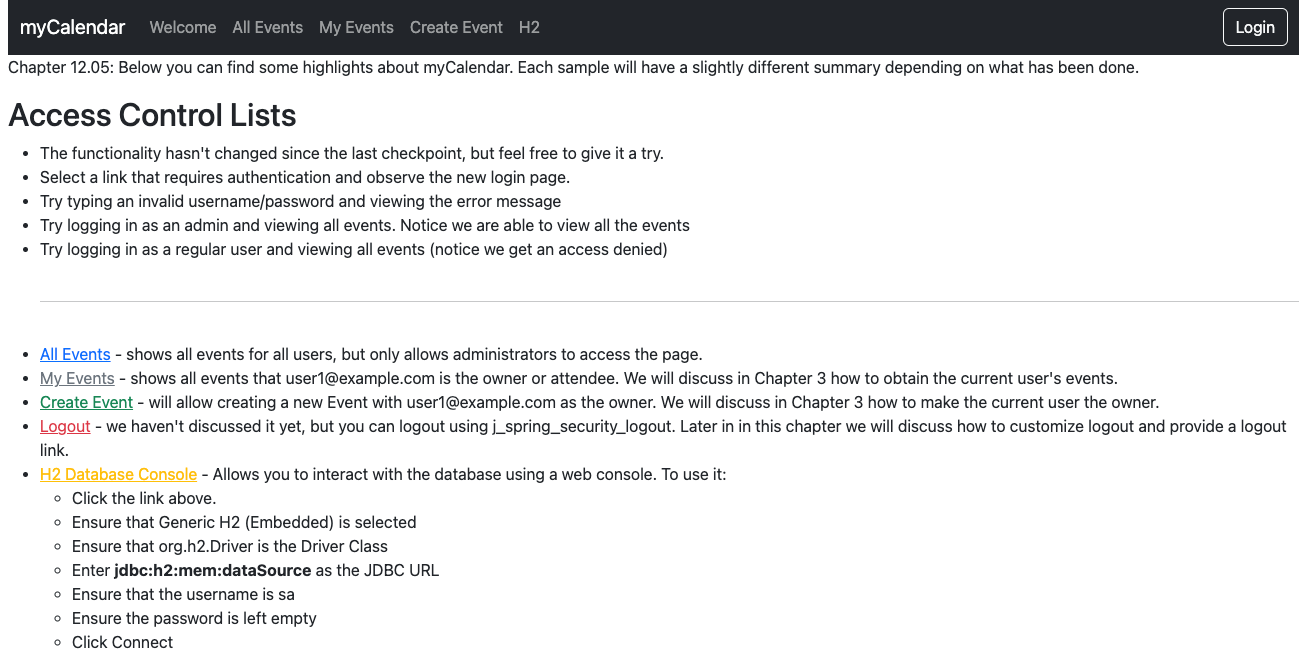 myCalendar Welcome All Events My Events Create Event H2 Login
Chapter 12.05: Below you can find some highlights about myCalendar. Each sample will have a slightly different summary depending on what has been done.
Access Control Lists
• The functionality hasn't changed since the last checkpoint, but feel free to give it a try.
• Select a link that requires authentication and observe the new login page.
• Try typing an invalid username/password and viewing the error message
• Try logging in as an admin and viewing all events. Notice we are able to view all the events
• Try logging in as a regular user and viewing all events (notice we get an access denied)
• All Events - shows all events for all users, but only allows administrators to access the page.
• My Events - shows all events that user1@example.com is the owner or attendee. We will discuss in Chapter 3 how to obtain the current user's events.
• Create Event - will allow creating a new Event with user1@example.com as the owner. We will discuss in Chapter 3 how to make the current user the owner.
• Logout - we haven't discussed it yet, but you can logout using j_spring_security_logout. Later in in this chapter we will discuss how to customize logout and provide a logout
link.
• H2 Database Console - Allows you to interact with the database using a web console. To use it:
◦ Click the link above.
◦ Ensure that Generic H2 (Embedded) is selected
◦ Ensure that org.h2.Driver is the Driver Class
◦ Enter jdbc:h2:mem:dataSource as the JDBC URL
◦ Ensure that the username is sa
◦ Ensure the password is left empty
◦ Click Connect